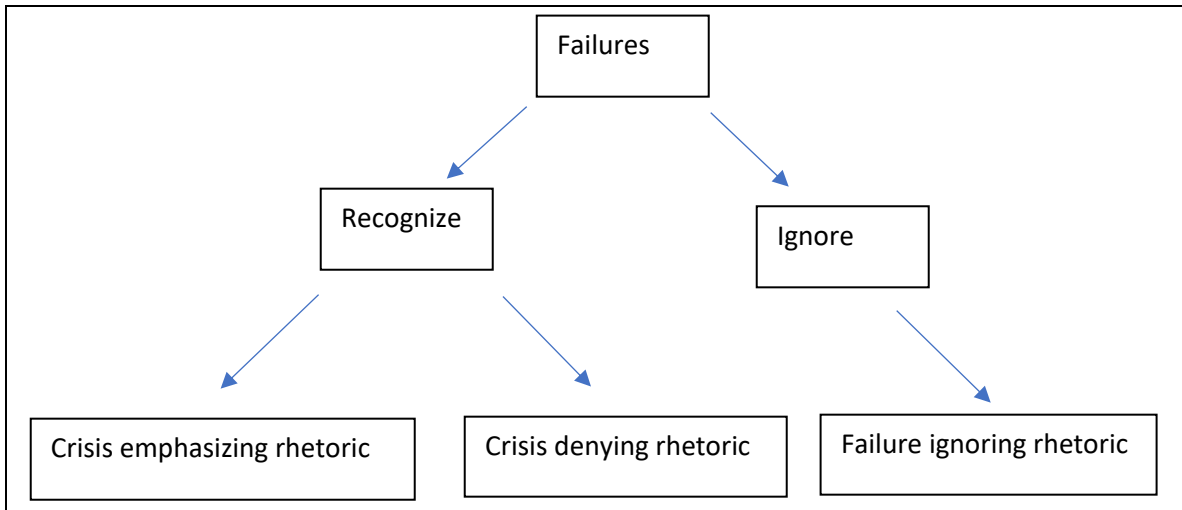 Failures
Recognize
Ignore
Crisis emphasizing rhetoric
Crisis denying rhetoric
Failure ignoring rhetoric